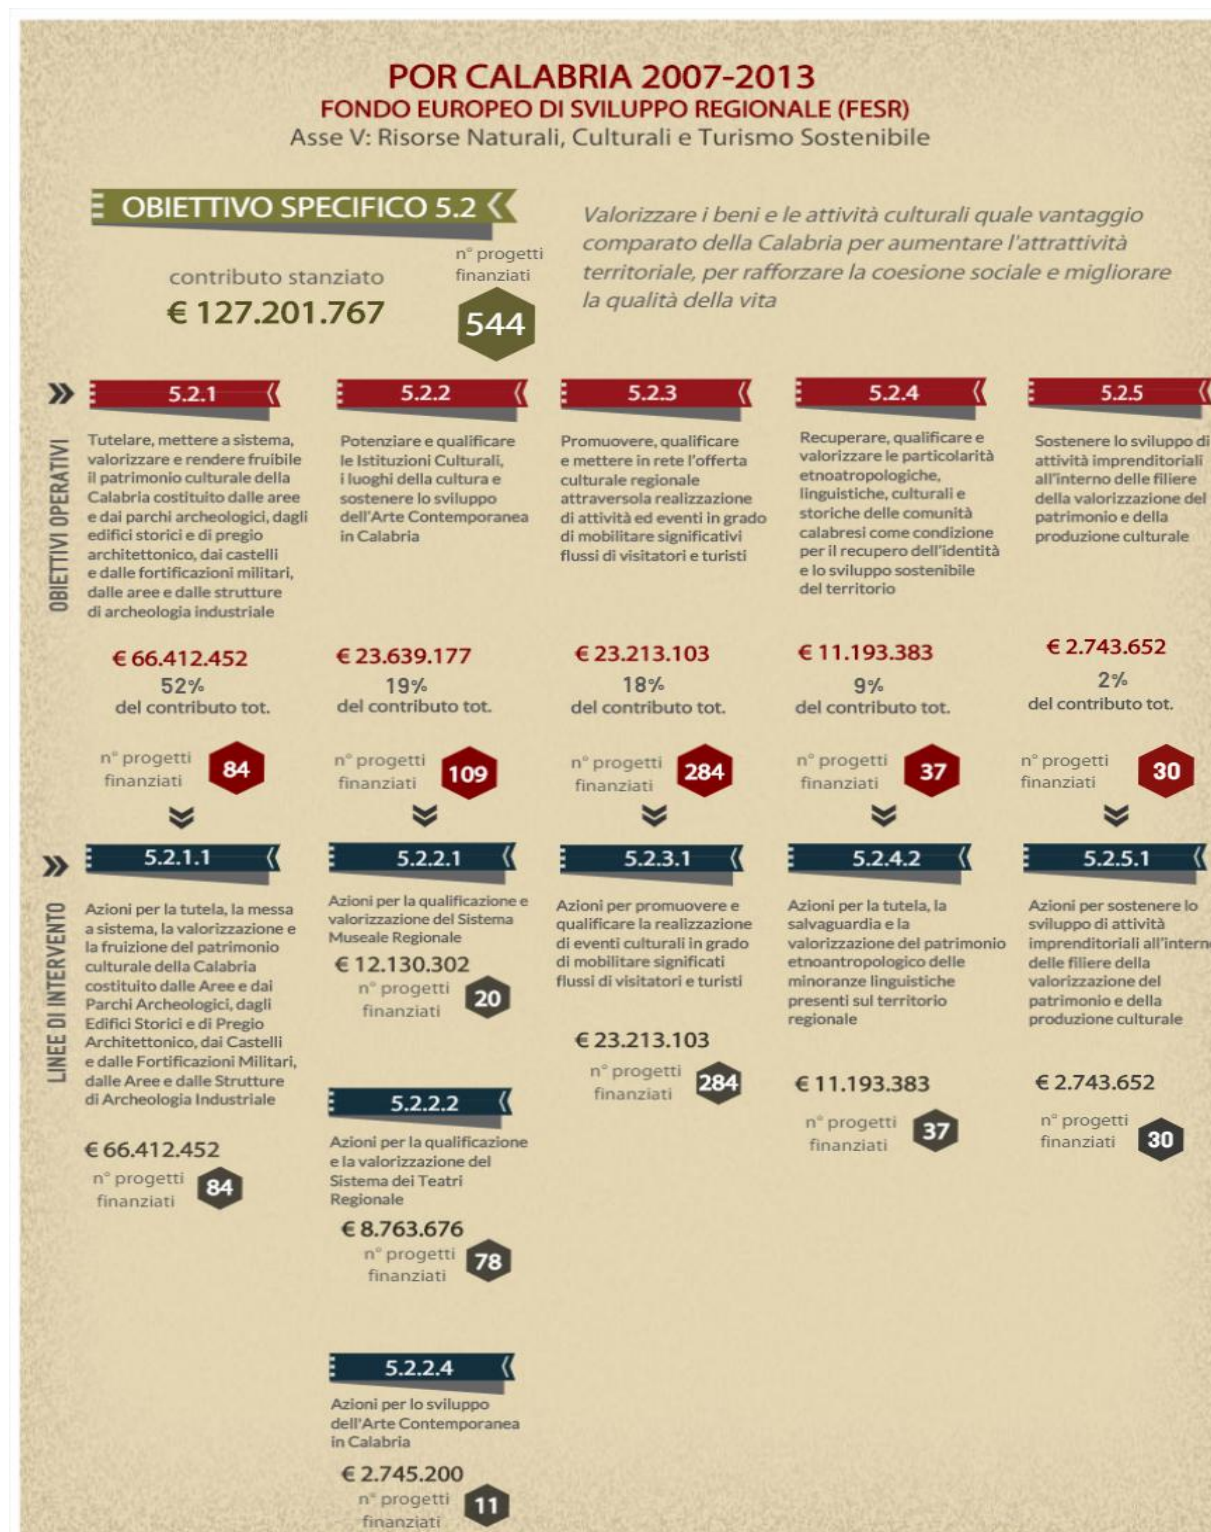 POR CALABRIA 2007-2013
FONDO EUROPEO DI SVILUPPO REGIONALE (FESR)
Asse V: Risorse Naturali, Culturali e Turismo Sostenibile
OBIETTIVO SPECIFICO 5.2
contributo stanziato
€ 127.201.767
n° progetti
finanziati
544
Valorizzare i beni e le attività culturali quale vantaggio
comparato della Calabria per aumentare l'attrattività
territoriale, per rafforzare la coesione sociale e migliorare
la qualità della vita
OBIETTIVI OPERATIVI
5.2.1
Tutelare, mettere a sistema,
valorizzare e rendere fruibile
il patrimonio culturale della
Calabria costituito dalle aree
e dai parchi archeologici, dagli
edifici storici e di pregio
architettonico, dai castelli
e dalle fortificazioni militari,
dalle aree e dalle strutture
di archeologia industriale
€ 66.412.452
52%
del contributo tot.
n° progetti
finanziati
84
5.2.2
Potenziare e qualificare
le Istituzioni Culturali,
i luoghi della cultura e
sostenere lo sviluppo
dell'Arte Contemporanea
in Calabria
€ 23.639.177
19%
del contributo tot.
n° progetti
finanziati
109
5.2.3
Promuovere, qualificare
e mettere in rete l'offerta
culturale regionale
attraversola realizzazione
di attività ed eventi in grado
di mobilitare significativi
flussi di visitatori e turisti
€ 23.213.103
18%
del contributo tot.
n° progetti
finanziati
284
5.2.4
Recuperare, qualificare e
valorizzare le particolarità
etnoatropologiche,
linguistiche, culturali e
storiche delle comunità
calabresi come condizione
per il recupero dell'identità
e lo sviluppo sostenibile
del territorio
€ 11.193.383
9%
del contributo tot.
n° progetti
finanziati
37
5.2.5
Sostenere lo sviluppo di
attività imprenditoriali
all'interno delle filiere
della valorizzazione del
patrimonio e della
produzione culturale
€ 2.743.652
2%
del contributo tot.
n° progetti
finanziati
30
LINEE DI INTERVENTO
5.2.1.1
Azioni per la tutela, la messa
a sistema, la valorizzazione e
la fruizione del patrimonio
culturale della Calabria
costituito dalle Aree e dai
Parchi Archeologici, dagli
Edifici Storici e di Pregio
Architettonico, dai Castelli
e dalle Fortificazioni Militari,
dalle Aree e dalle Strutture
di Archeologia Industriale
€ 66.412.452
n° progetti
finanziati
84
5.2.2.1
Azioni per la qualificazione e
valorizzazione del Sistema
Museale Regionale
€ 12.130.302
n° progetti
finanziati
20
5.2.2.2
Azioni per la qualificazione
e la valorizzazione del
Sistema dei Teatri
Regionale
€ 8.763.676
n° progetti
finanziati
78
5.2.2.4
Azioni per lo sviluppo
dell'Arte Contemporanea
in Calabria
€ 2.745.200
n° progetti
finanziati
11
5.2.3.1
Azioni per promuovere e
qualificare la realizzazione
di eventi culturali in grado
di mobilitare significati
flussi di visitatori e turisti
€ 23.213.103
n° progetti
finanziati
284
5.2.4.2
Azioni per la tutela, la
salvaguardia e la
valorizzazione del patrimonio
etnoantropologico delle
minoranze linguistiche
presenti sul territorio
regionale
€ 11.193.383
n° progetti
finanziati
37
5.2.5.1
Azioni per sostenere lo
sviluppo di attività
imprenditoriali all'intern
delle filiere della
valorizzazione del
patrimonio e della
produzione culturale
€ 2.743.652
n° progetti
finanziati
30